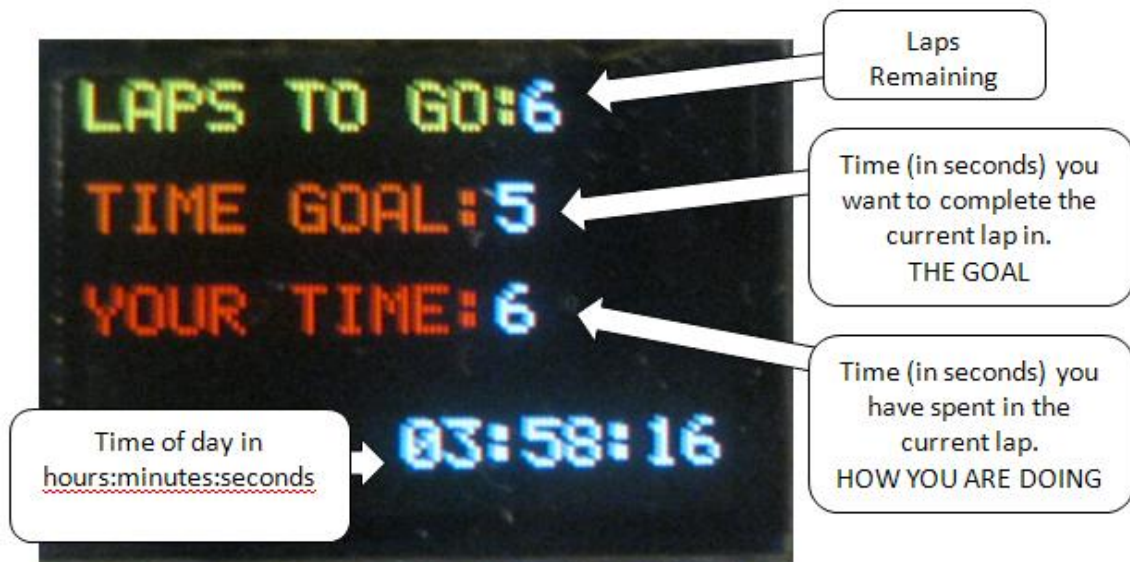 LAPS TO GO:6
Laps
Remaining
TIME GOAL:5
Time (in seconds) you
want to complete the
current lap in.
THE GOAL
YOUR TIME:6
Time (in seconds) you
have spent in the
current lap.
HOW YOU ARE DOING
Time of day in
hours:minutes:seconds
03:58:16